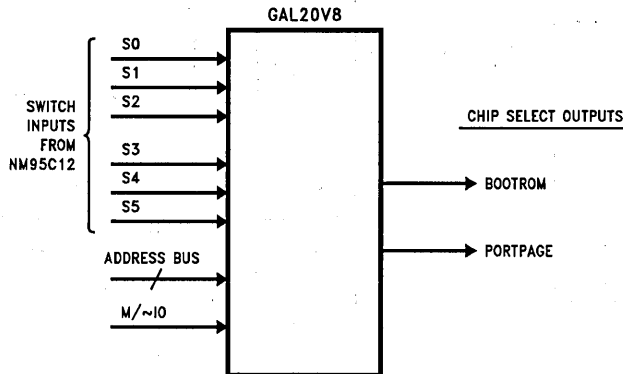 GAL20V8
S0
S1
S2
SWITCH
INPUTS
FROM
NM95C12
S3
S4
S5
ADDRESS BUS
M/~IO
CHIP SELECT OUTPUTS
BOOTROM
PORTPAGE